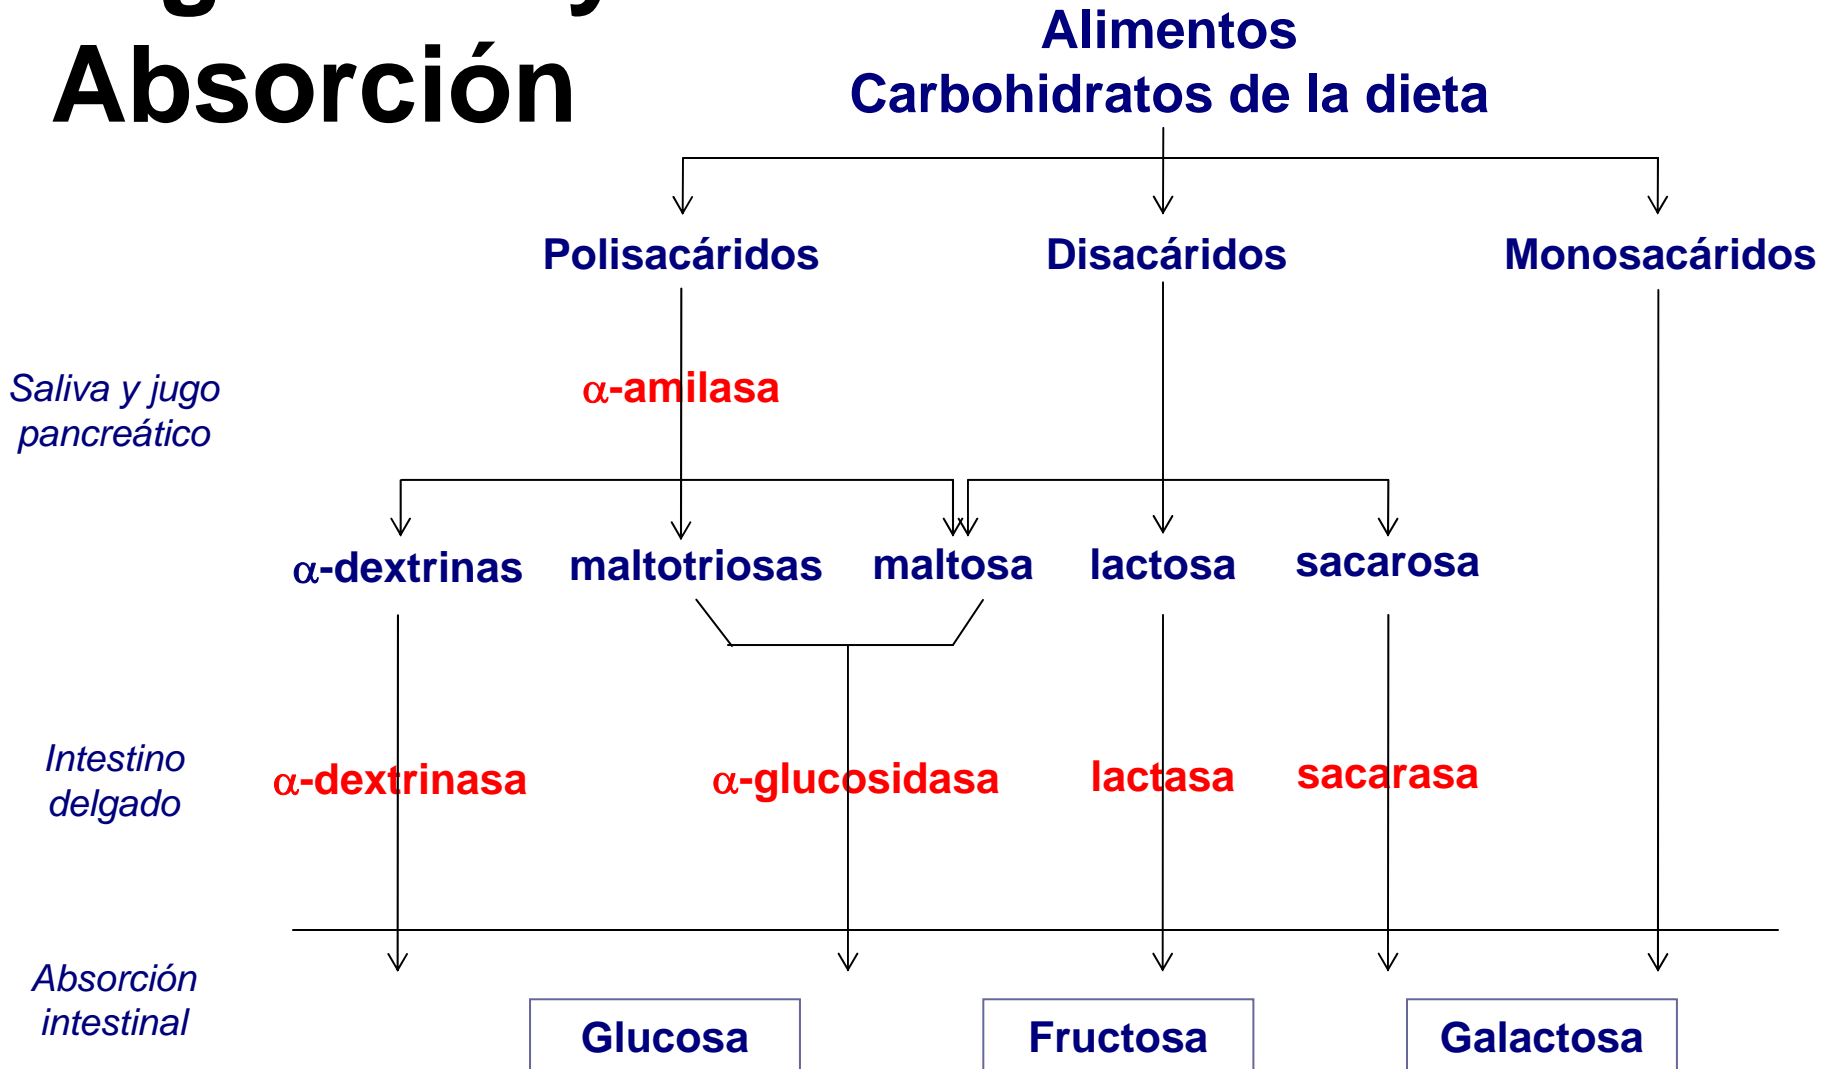 Absorción
Alimentos
Carbohidratos de la dieta
Polisacáridos Disacáridos Monosacáridos
Saliva y jugo
pancreático
α-amilasa
α-dextrinas maltotriosas maltosa lactosa sacarosa
Intestino
delgado
α-dextrinasa α-glucosidasa lactasa sacarasa
Absorción
intestinal
Glucosa Fructosa Galactosa